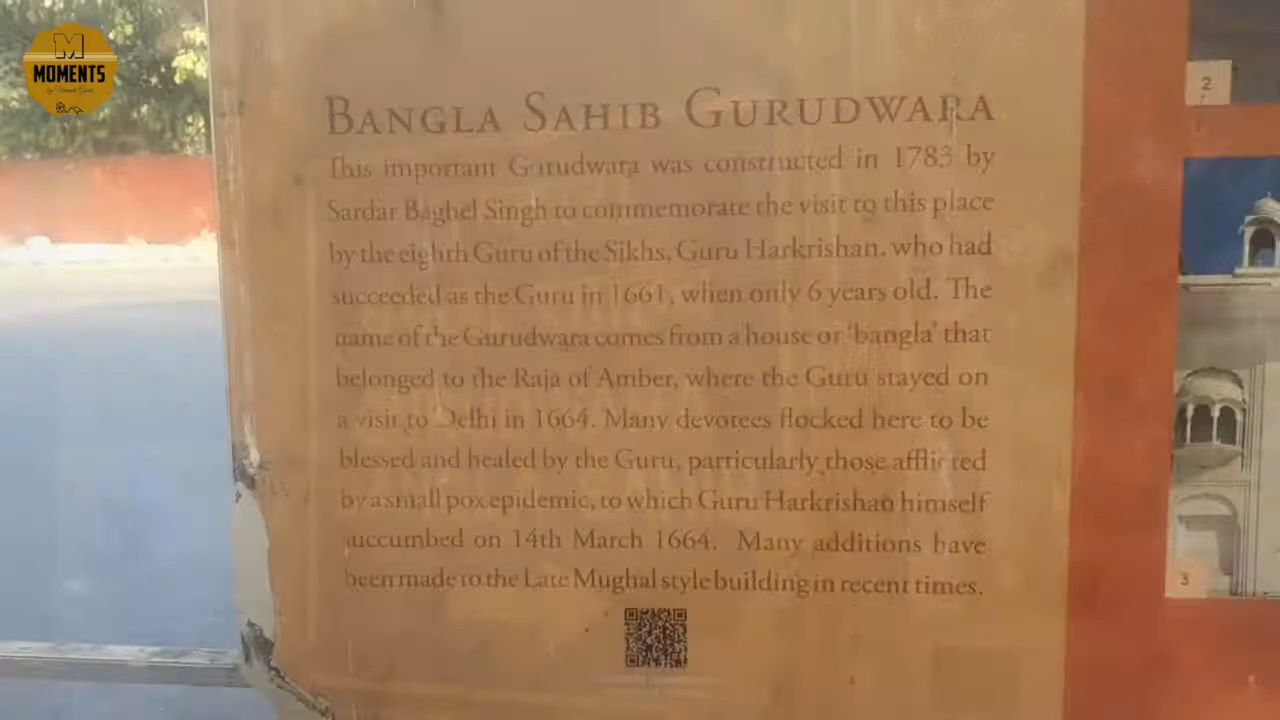 M
MOMENTS
BANGLA SAHIB GURUDWARA
This important Gurudwara was constructed in 1783 by
Sardar Baghel Singh to commemorate the visit to this place
by the eighth Guru of the Sikhs, Guru Harkrishan, who had
succeeded as the Guru in 1661, when only 6 years old. The
name of the Gurudwara comes from a house or 'bangla' that
belonged to the Raja of Amber, where the Guru stayed on
a visit to Delhi in 1664. Many devotees flocked here to be
blessed and healed by the Guru, particularly those afflicted
by a small pox epidemic, to which Guru Harkrishan himself
succumbed on 14th March 1664. Many additions have
been made to the Late Mughal style building in recent times.
2
3